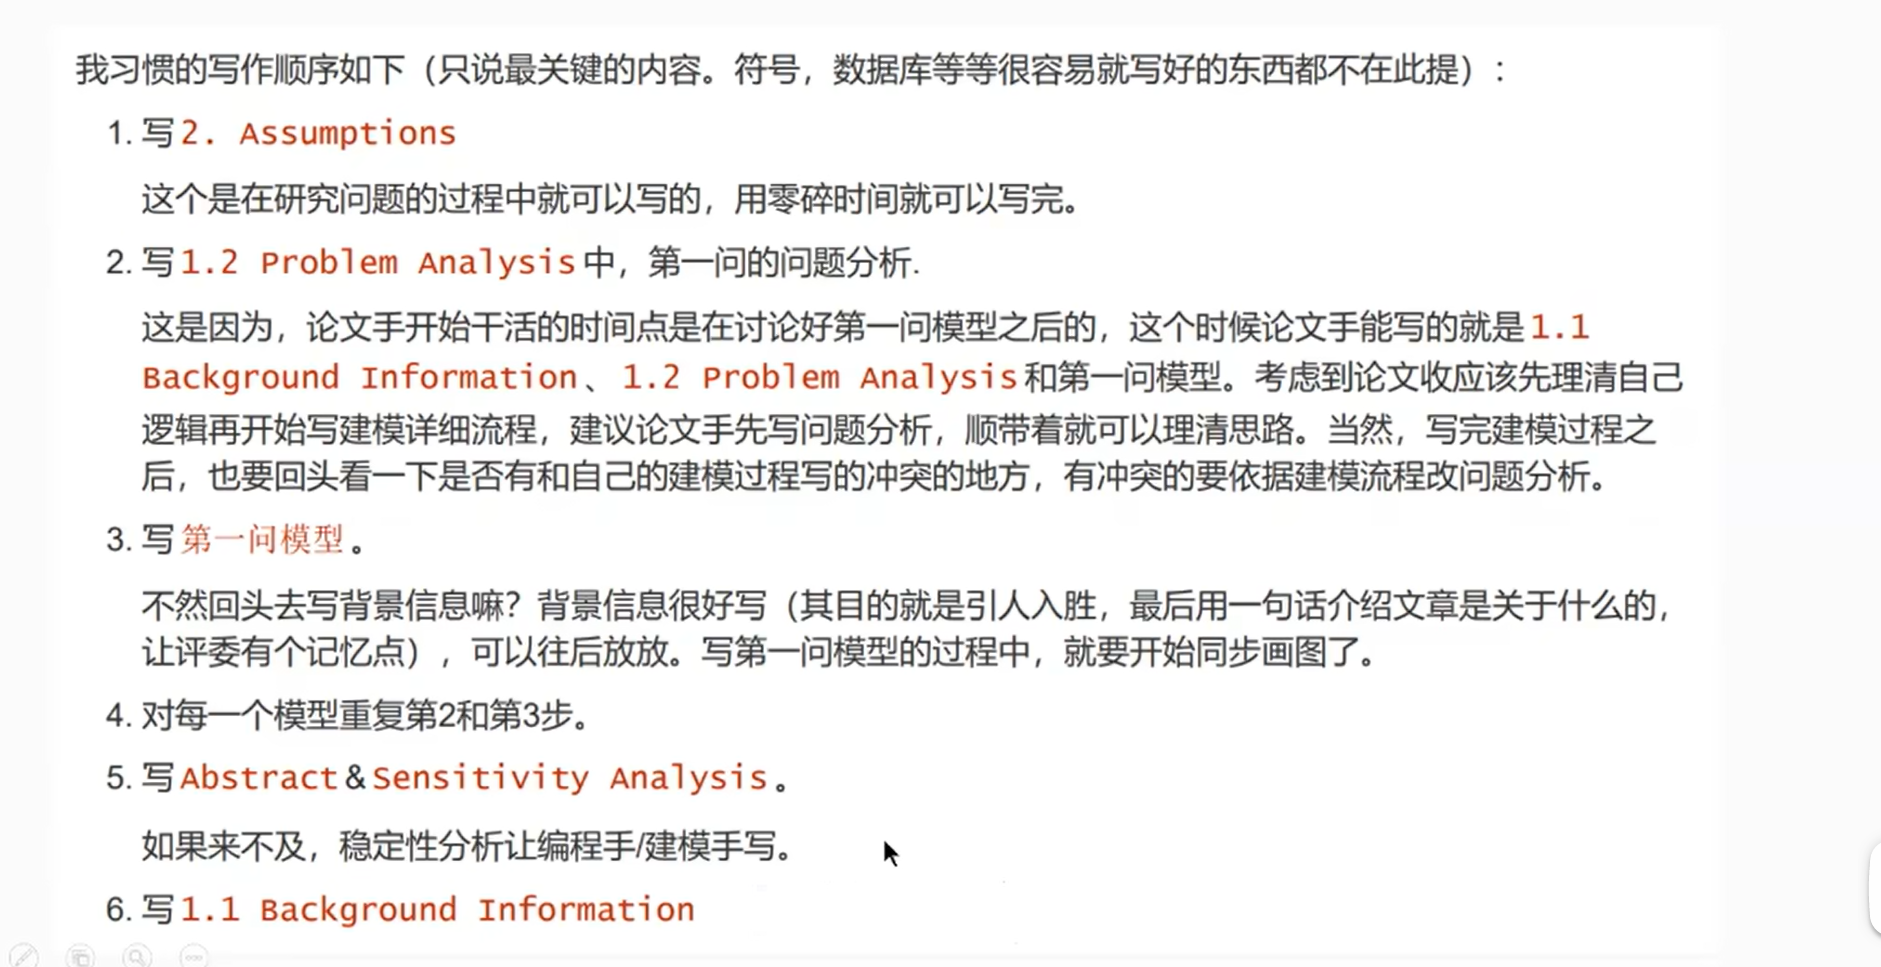 我习惯的写作顺序如下（只说最关键的内容。符号，数据库等等很容易就写好的东西都不在此提）：
1. 写2. Assumptions
这个是在研究问题的过程中就可以写的，用零碎时间就可以写完。
2. 写1.2 Problem Analysis中，第一问的问题分析.
这是因为，论文手开始干活的时间点是在讨论好第一问模型之后的，这个时候论文手能写的就是1.1
Background Information、1.2 Problem Analysis和第一问模型。考虑到论文收应该先理清自己
逻辑再开始写建模详细流程，建议论文手先写问题分析，顺带着就可以理清思路。当然，写完建模过程之
后，也要回头看一下是否有和自己的建模过程写的冲突的地方，有冲突的要依据建模流程改问题分析。
3. 写第一问模型。
不然回头去写背景信息嘛？背景信息很好写（其目的就是引人入胜，最后用一句话介绍文章是关于什么的，
让评委有个记忆点），可以往后放放。写第一问模型的过程中，就要开始同步画图了。
4. 对每一个模型重复第2和第3步。
5. 写Abstract&Sensitivity Analysis。
如果来不及，稳定性分析让编程手/建模手写。
6. 写1.1 Background Information